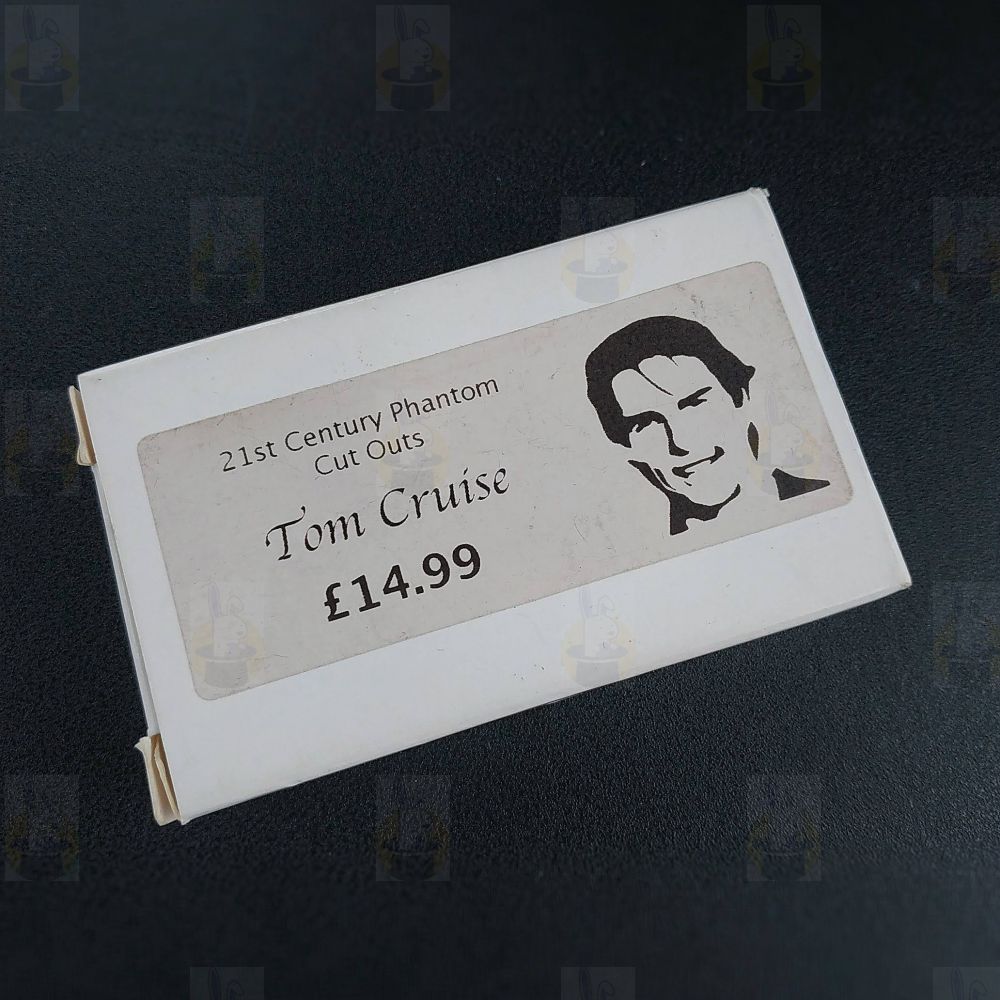 21st Century Phantom
Cut Outs
Tom Cruise
£14.99